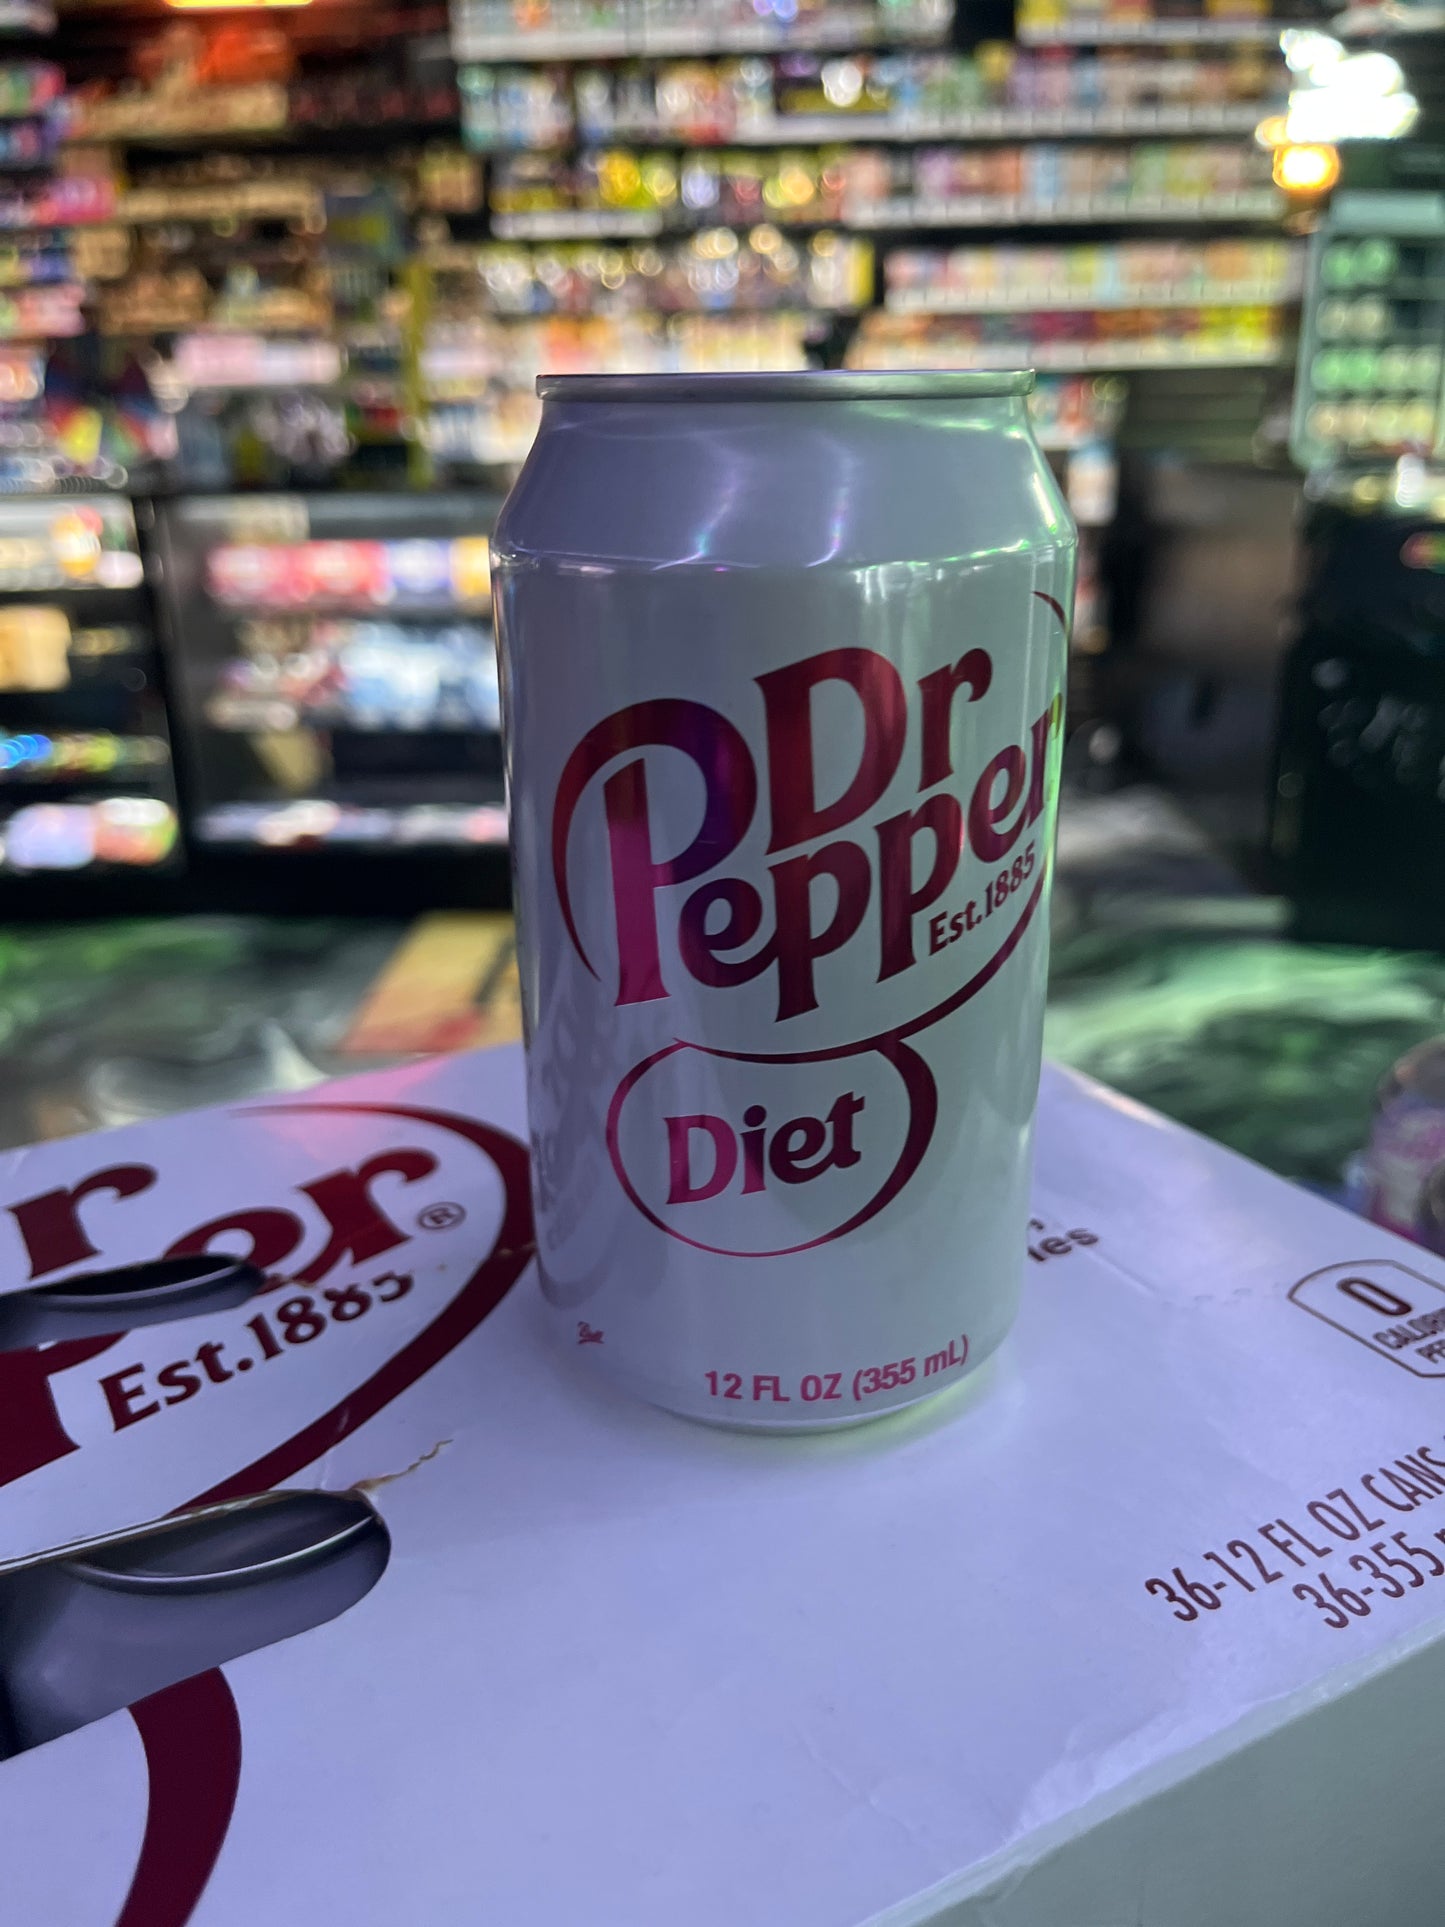 Dr
Pepper
Est.1885
Diet
12 FL OZ (355 mL)
Est.1885
®
0
36-12 FL OZ CANS
36-355